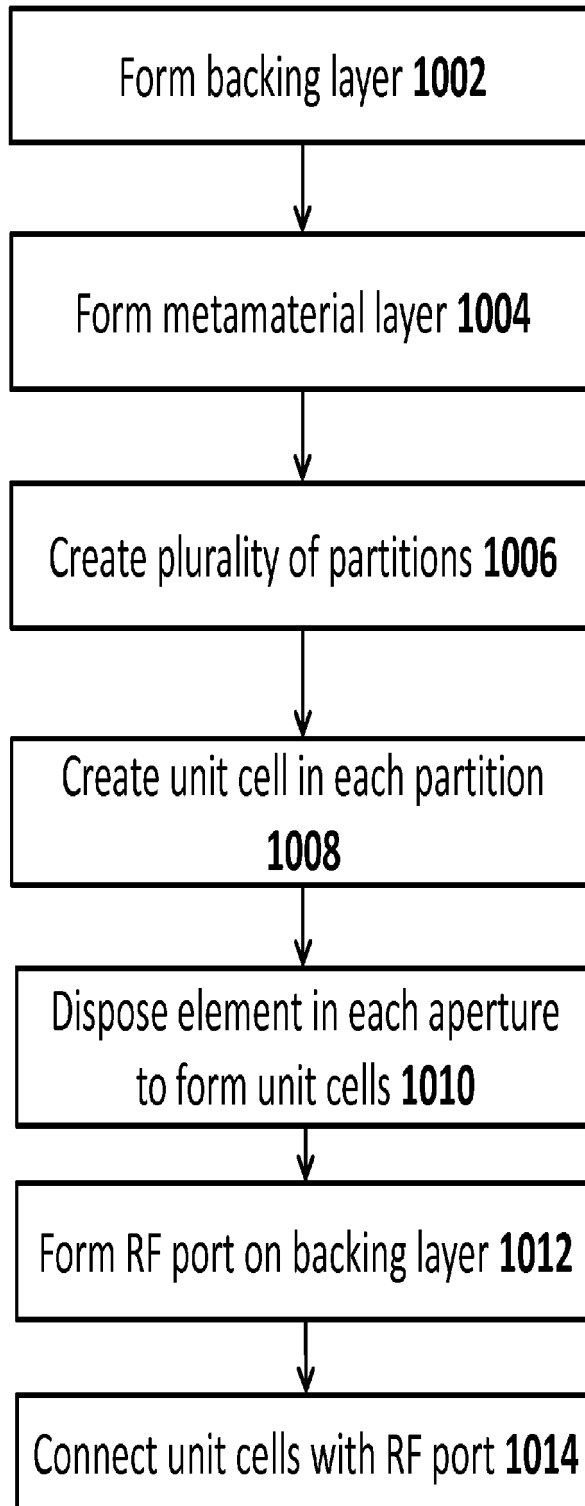 Form backing layer 1002
Form metamaterial layer 1004
Create plurality of partitions 1006
Create unit cell in each partition
1008
Dispose element in each aperture
to form unit cells 1010
Form RF port on backing layer 1012
Connect unit cells with RF port 1014